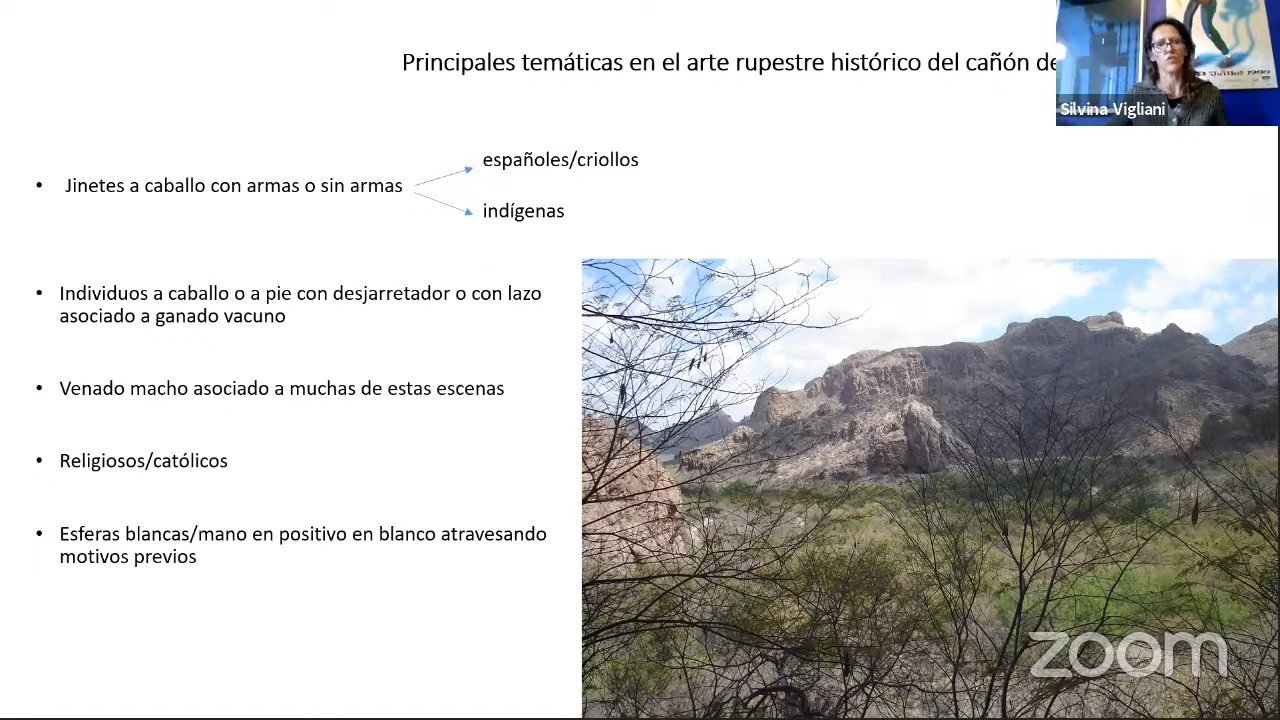 Principales temáticas en el arte rupestre histórico del cañón de
Silvina Vigliani
españoles/criollos
• Jinetes a caballo con armas o sin armas
indígenas
• Individuos a caballo o a pie con desjarretador o con lazo
asociado a ganado vacuno
• Venado macho asociado a muchas de estas escenas
• Religiosos/católicos
• Esferas blancas/mano en positivo en blanco atravesando
motivos previos
zoom